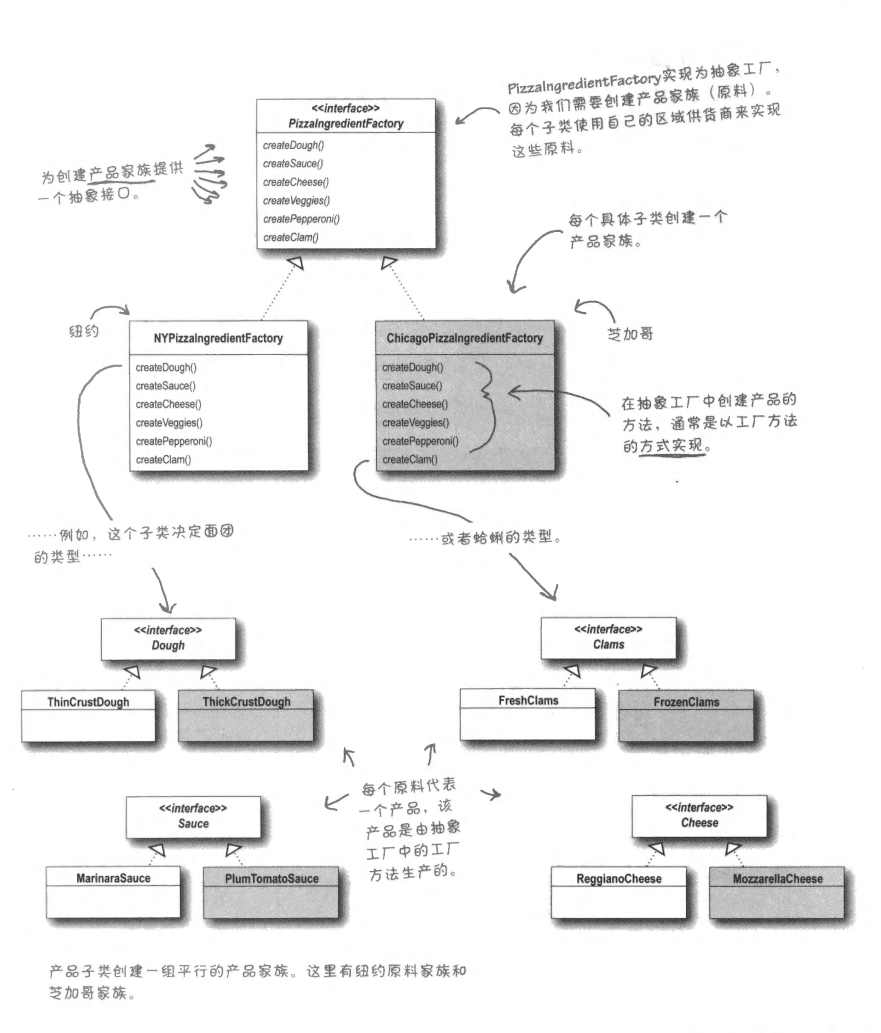 PizzaIngredientFactory实现为抽象工厂，
因为我们需要创建产品家族（原料）。
每个子类使用自己的区域供货商来实现
这些原料。
<<interface>>
PizzaIngredientFactory
createDough()
createSauce()
createCheese()
createVeggies()
createPepperoni()
createClam()
为创建产品家族提供
一个抽象接口。
每个具体子类创建一个
产品家族。
纽约
NYPizzaIngredientFactory
createDough()
createSauce()
createCheese()
createVeggies()
createPepperoni()
createClam()
ChicagoPizzaIngredientFactory
createDough()
createSauce()
createCheese()
createVeggies()
createPepperoni()
createClam()
芝加哥
在抽象工厂中创建产品的
方法，通常是以工厂方法
的方式实现。
……例如，这个子类决定面团
的类型……
……或者蛤蜊的类型。
<<interface>>
Dough
ThinCrustDough
ThickCrustDough
<<interface>>
Clams
FreshClams
FrozenClams
每个原料代表
一个产品，该
产品是由抽象
工厂中的工厂
方法生产的。
<<interface>>
Sauce
MarinaraSauce
PlumTomatoSauce
<<interface>>
Cheese
ReggianoCheese
MozzarellaCheese
产品子类创建一组平行的产品家族。这里有纽约原料家族和
芝加哥家族。